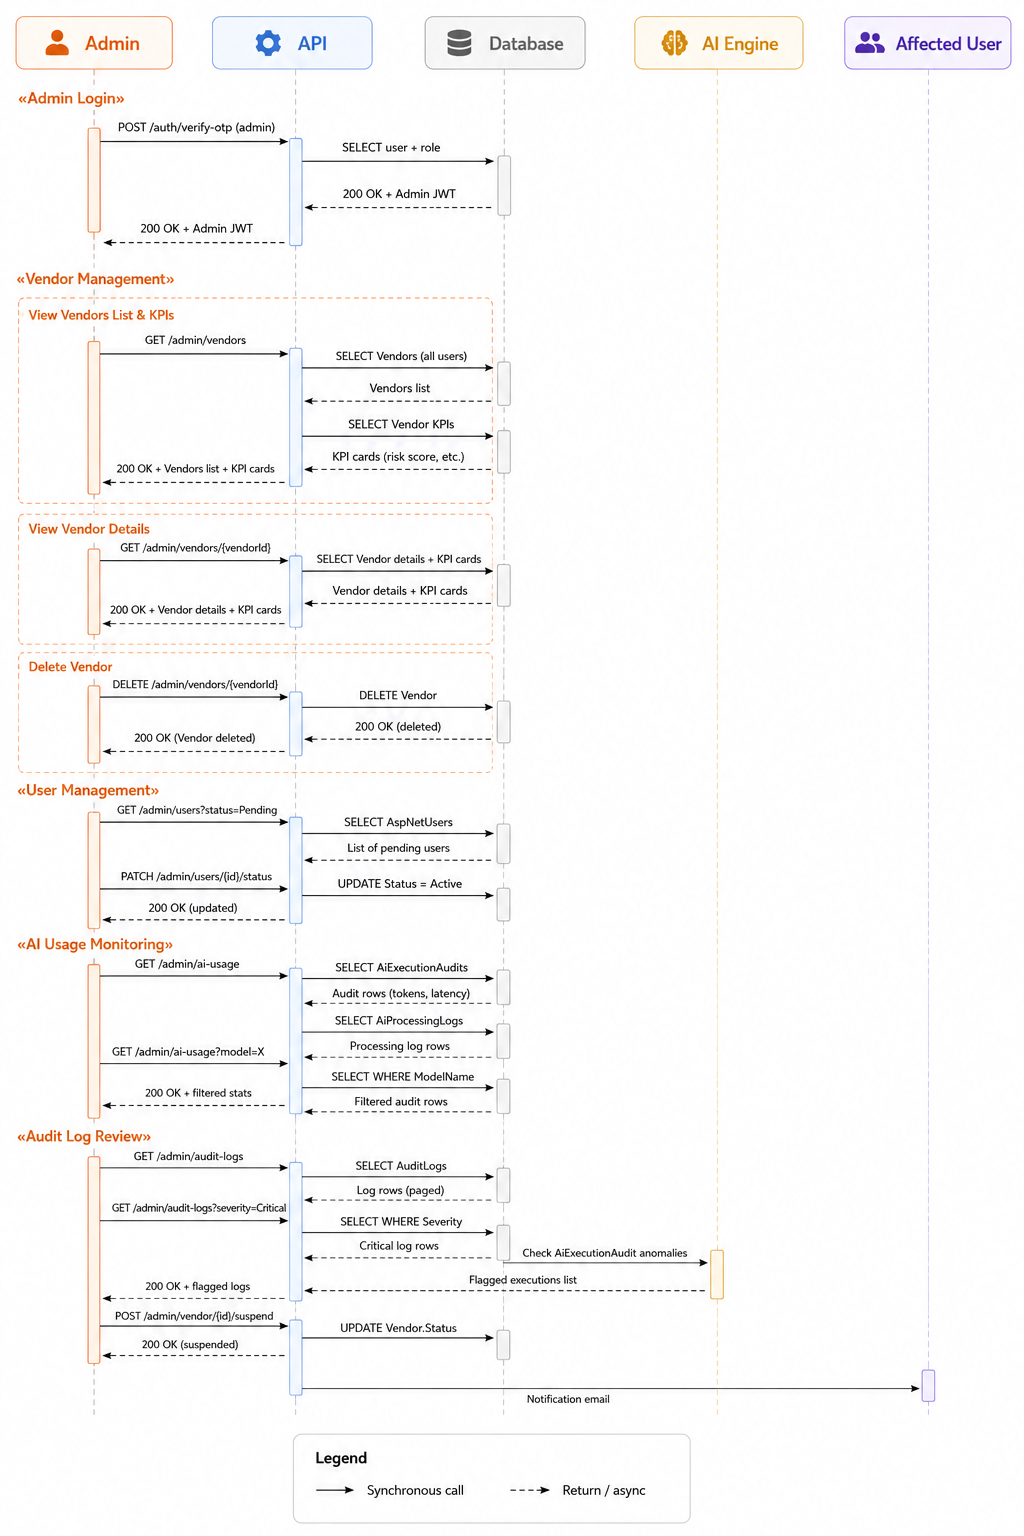 Admin
API
Database
AI Engine
Affected User
«Admin Login»
POST /auth/verify-otp (admin)
SELECT user + role
200 OK + Admin JWT
200 OK + Admin JWT
«Vendor Management»
View Vendors List & KPIs
GET /admin/vendors
SELECT Vendors (all users)
Vendors list
SELECT Vendor KPIs
KPI cards (risk score, etc.)
200 OK + Vendors list + KPI cards
View Vendor Details
GET /admin/vendors/{vendorId}
SELECT Vendor details + KPI cards
Vendor details + KPI cards
200 OK + Vendor details + KPI cards
Delete Vendor
DELETE /admin/vendors/{vendorId}
DELETE Vendor
200 OK (deleted)
200 OK (Vendor deleted)
«User Management»
GET /admin/users?status=Pending
SELECT AspNetUsers
List of pending users
PATCH /admin/users/{id}/status
UPDATE Status = Active
200 OK (updated)
«AI Usage Monitoring»
GET /admin/ai-usage
SELECT AiExecutionAudits
Audit rows (tokens, latency)
SELECT AiProcessingLogs
Processing log rows
GET /admin/ai-usage?model=X
SELECT WHERE ModelName
200 OK + filtered stats
Filtered audit rows
«Audit Log Review»
GET /admin/audit-logs
SELECT AuditLogs
Log rows (paged)
GET /admin/audit-logs?severity=Critical
SELECT WHERE Severity
Critical log rows
Check AiExecutionAudit anomalies
Flagged executions list
200 OK + flagged logs
POST /admin/vendor/{id}/suspend
UPDATE Vendor.Status
200 OK (suspended)
Notification email
Legend
Synchronous call
Return / async